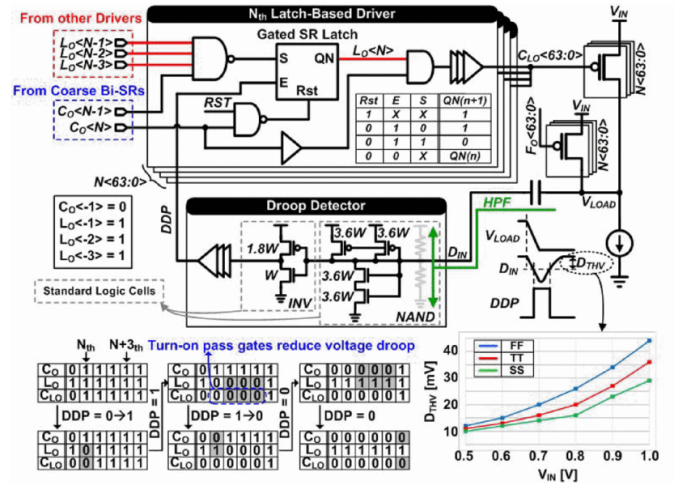 Nth Latch-Based Driver
From other Drivers
LO<N-1>
LO<N-2>
LO<N-3>
From Coarse Bi-SRs
CO<N-1>
CO<N>
Gated SR Latch
S
E
QN
Rst
RST
LO<N>
Rst E S QN(n+1)
1 X X 1
0 1 0 1
0 1 1 0
0 0 X QN(n)
N<63:0>
CLO<63:0>
VIN
N<63:0>
VIN
FO<63:0>
N<63:0>
CO<-1> = 0
LO<-1> = 1
LO<-2> = 1
LO<-3> = 1
DDP
Droop Detector
1.8W
W
INV
3.6W
3.6W
3.6W
3.6W
NAND
DIN
HPF
VLOAD
Standard Logic Cells
VLOAD
DIN
DTHV
DDP
Nth
N+3th
Turn-on pass gates reduce voltage droop
CO 0 1 1 1 1 1
DDP = 0→1
DDP = 1
DDP = 1→0
DDP = 0
DDP = 0
FF
TT
SS
DTHV [mV]
40
30
20
10
0.5 0.6 0.7 0.8 0.9 1.0
VIN [V]